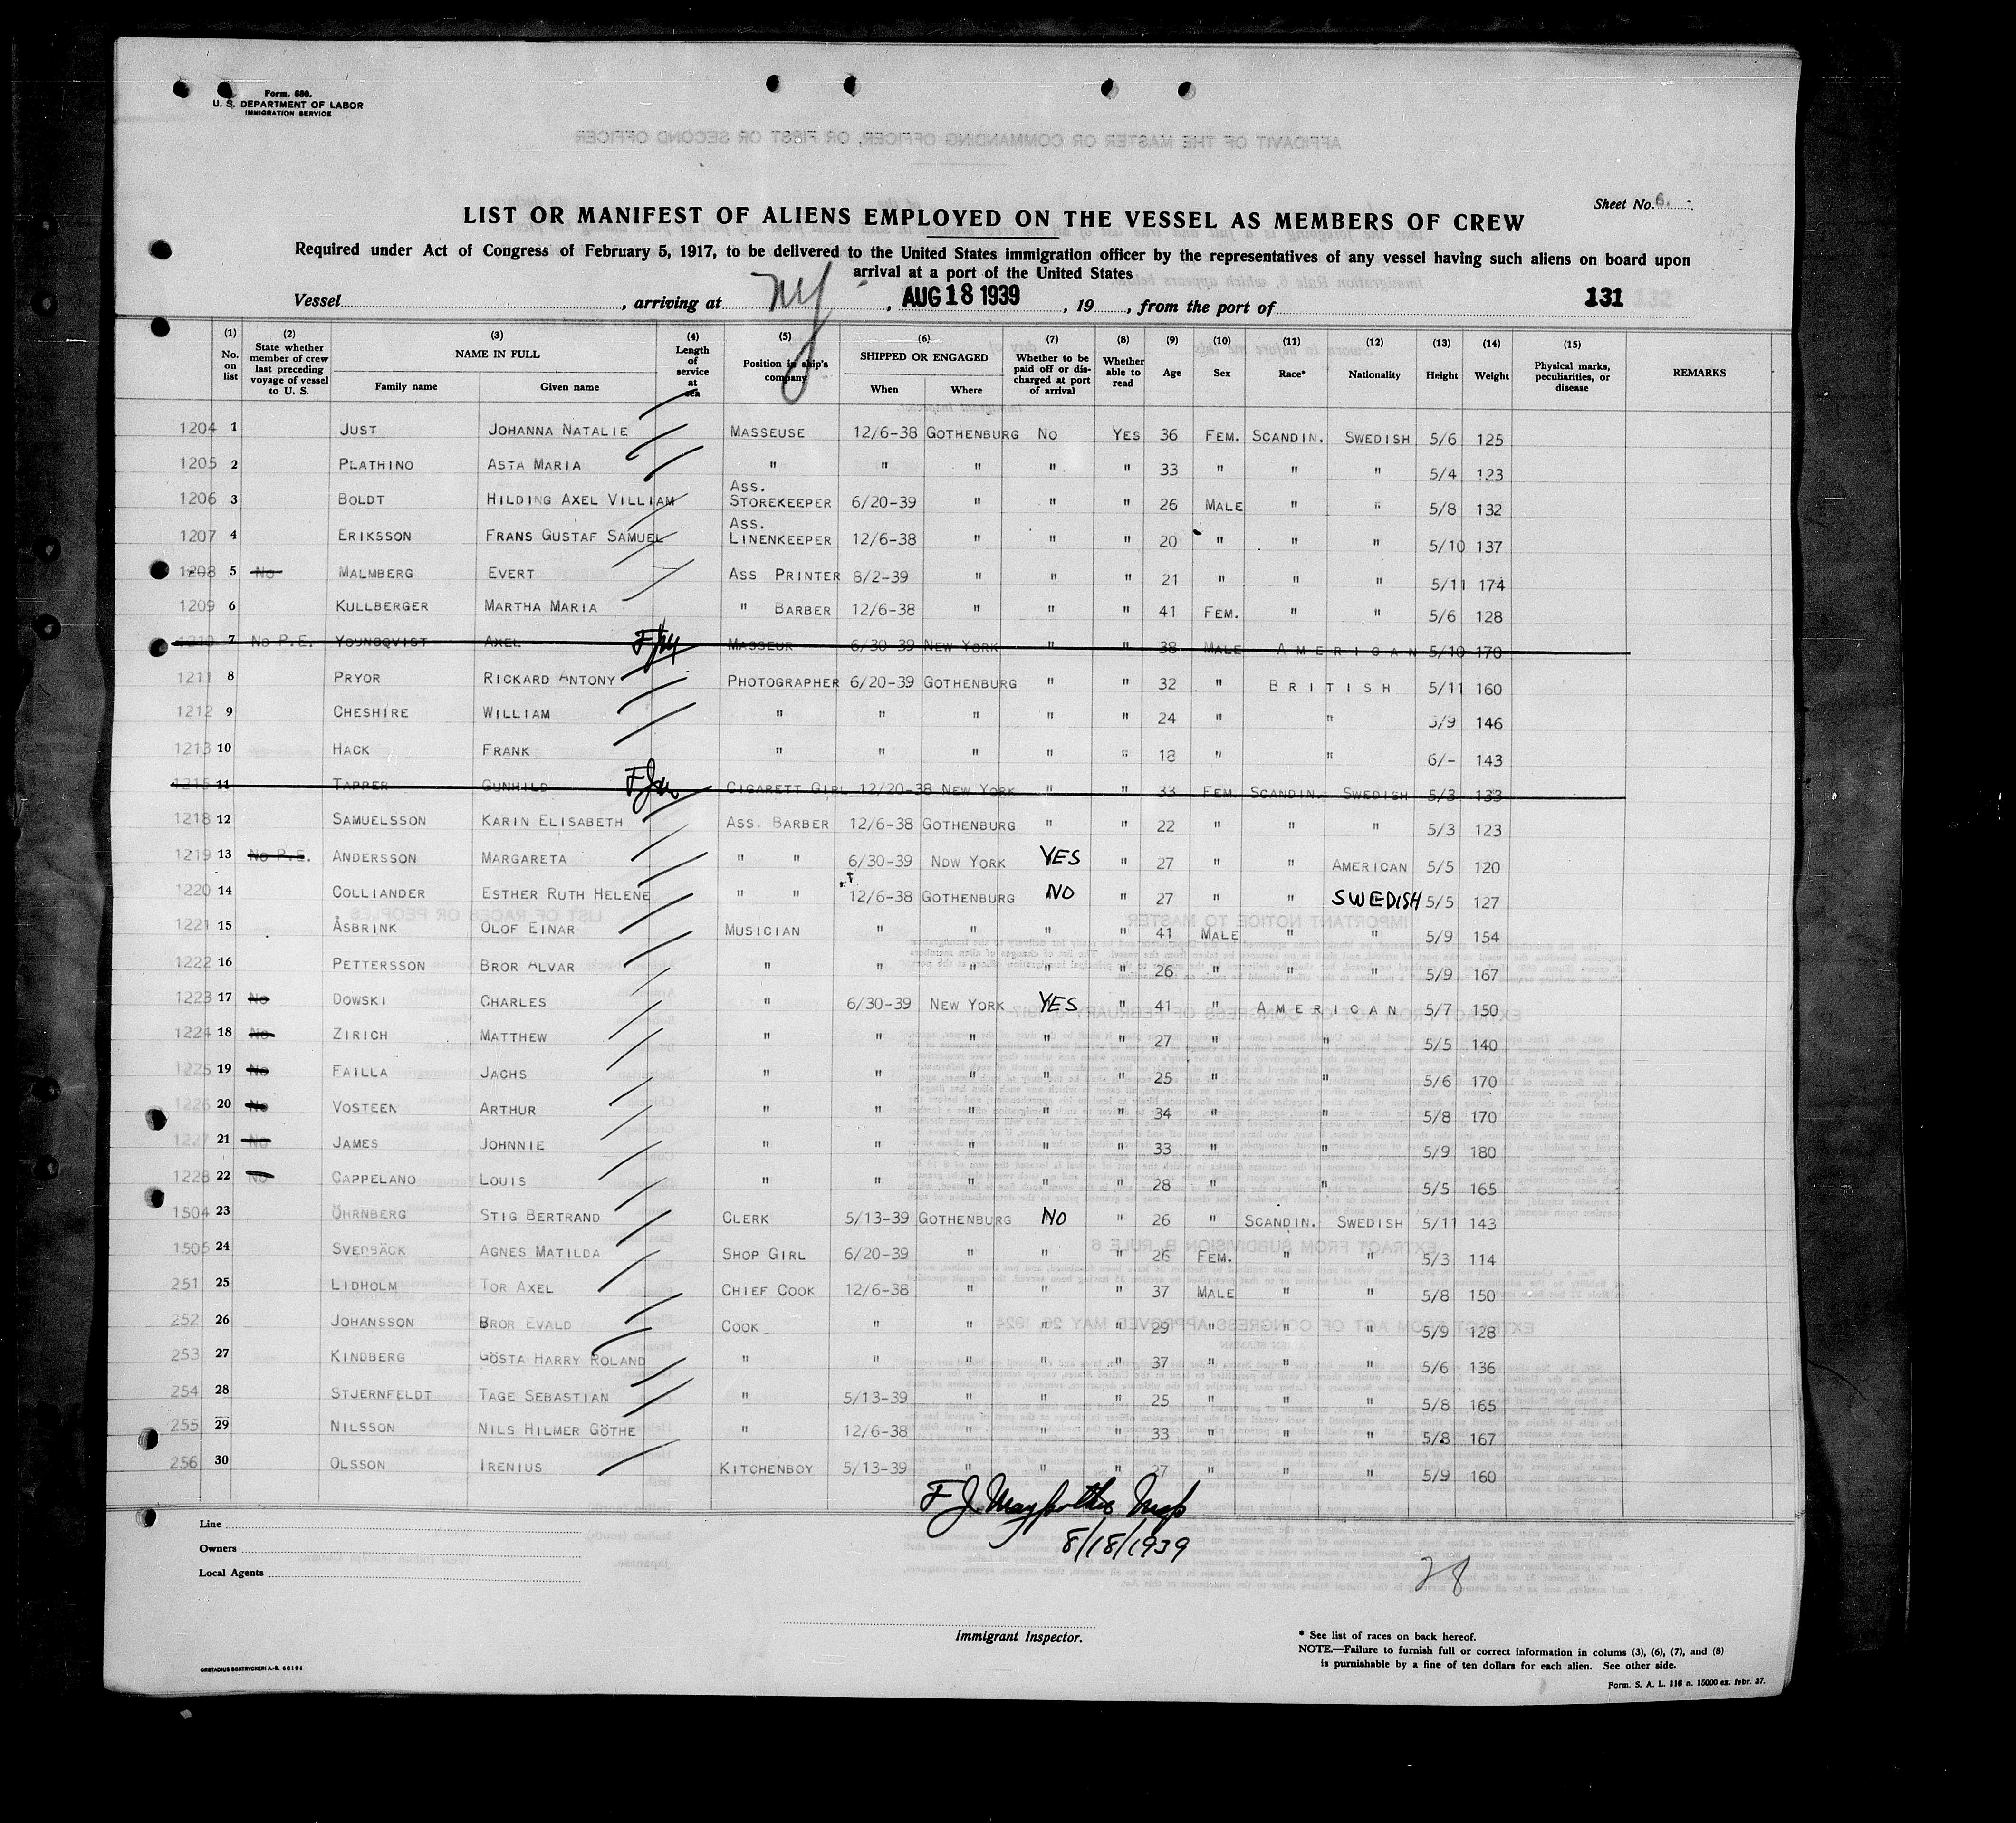 Form. 680.
U. S. DEPARTMENT OF LABOR
IMMIGRATION SERVICE
Sheet No. 6.
LIST OR MANIFEST OF ALIENS EMPLOYED ON THE VESSEL AS MEMBERS OF CREW
Required under Act of Congress of February 5, 1917, to be delivered to the United States immigration officer by the representatives of any vessel having such aliens on board upon
arrival at a port of the United States
Vessel , arriving at NY , AUG 18 1939 , 19 , from the port of 131
(1) No. on list (2) State whether member of crew last preceding voyage of vessel to U. S. (3) NAME IN FULL Family name Given name (4) Length of service at sea (5) Position in ship's company (6) SHIPPED OR ENGAGED When Where (7) Whether to be paid off or discharged at port of arrival (8) Whether able to read (9) Age (10) Sex (11) Race* (12) Nationality (13) Height (14) Weight (15) Physical marks, peculiarities, or disease REMARKS
1204 1 JUST JOHANNA NATALIE MASSEUSE 12/6-38 GOTHENBURG NO YES 36 FEM. SCANDIN. SWEDISH 5/6 125
1205 2 PLATHINO ASTA MARIA " " " " " 33 " " " 5/4 123
1206 3 BOLDT HILDING AXEL VILLIAM ASS. STOREKEEPER 6/20-39 " " " 26 MALE " " 5/8 132
1207 4 ERIKSSON FRANS GUSTAF SAMUEL ASS. LINENKEEPER 12/6-38 " " " 20 " " " 5/10 137
1208 5 NO MALMBERG EVERT ASS PRINTER 8/2-39 " " " 21 " " " 5/11 174
1209 6 KULLBERGER MARTHA MARIA " BARBER 12/6-38 " " " 41 FEM. " " 5/6 128
1210 7 NO P.E. YOUNGQVIST AXEL MASSEUR 6/30-39 NEW YORK " " 38 MALE AMERICAN 5/10 170
1211 8 PRYOR RICKARD ANTONY PHOTOGRAPHER 6/20-39 GOTHENBURG " " 32 " BRITISH 5/11 160
1212 9 CHESHIRE WILLIAM " " " " " 24 " " 5/9 146
1213 10 HACK FRANK " " " " " 18 " " 6/- 143
1215 11 TAPPER GUNHILD CIGARETT GIRL 12/20-38 NEW YORK " " 33 FEM. SCANDIN. SWEDISH 5/3 133
1218 12 SAMUELSSON KARIN ELISABETH ASS. BARBER 12/6-38 GOTHENBURG " " 22 " " " 5/3 123
1219 13 NO P.E. ANDERSSON MARGARETA " " 6/30-39 NDW YORK YES " 27 " " AMERICAN 5/5 120
1220 14 COLLIANDER ESTHER RUTH HELENE " " 12/6-38 GOTHENBURG NO " 27 " " SWEDISH 5/5 127
1221 15 ÅSBRINK OLOF EINAR MUSICIAN " " " " 41 MALE " " 5/9 154
1222 16 PETTERSSON BROR ALVAR " " " " " 26 " " " 5/9 167
1223 17 NO DOWSKI CHARLES " 6/30-39 NEW YORK YES " 41 " AMERICAN 5/7 150
1224 18 NO ZIRICH MATTHEW " " " " " 27 " " 5/5 140
1225 19 NO FAILLA JACHS " " " " " 25 " " 5/6 170
1226 20 NO VOSTEEN ARTHUR " " " " " 34 " " 5/8 170
1227 21 NO JAMES JOHNNIE " " " " " 33 " " 5/9 180
1228 22 NO CAPPELANO LOUIS " " " " " 28 " " 5/5 165
1504 23 ÖHRNBERG STIG BERTRAND CLERK 5/13-39 GOTHENBURG NO " 26 " SCANDIN. SWEDISH 5/11 143
1505 24 SVEDBÄCK AGNES MATILDA SHOP GIRL 6/20-39 " " " 26 FEM. " " 5/3 114
251 25 LIDHOLM TOR AXEL CHIEF COOK 12/6-38 " " " 37 MALE " " 5/8 150
252 26 JOHANSSON BROR EVALD COOK " " " " 29 " " " 5/9 128
253 27 KINDBERG GÖSTA HARRY ROLAND " " " " " 37 " " " 5/6 136
254 28 STJERNFELDT TAGE SEBASTIAN " 5/13-39 " " " 25 " " " 5/8 165
255 29 NILSSON NILS HILMER GÖTHE " 12/6-38 " " " 33 " " " 5/8 167
256 30 OLSSON IRENIUS KITCHENBOY 5/13-39 " " " 27 " " " 5/9 160
8/18/1939
28
Line
Owners
Local Agents
Immigrant Inspector.
* See list of races on back hereof.
NOTE.—Failure to furnish full or correct information in colums (3), (6), (7), and (8)
is punishable by a fine of ten dollars for each alien. See other side.
Form. S. A. L. 116 n. 15000 ex. febr. 37.